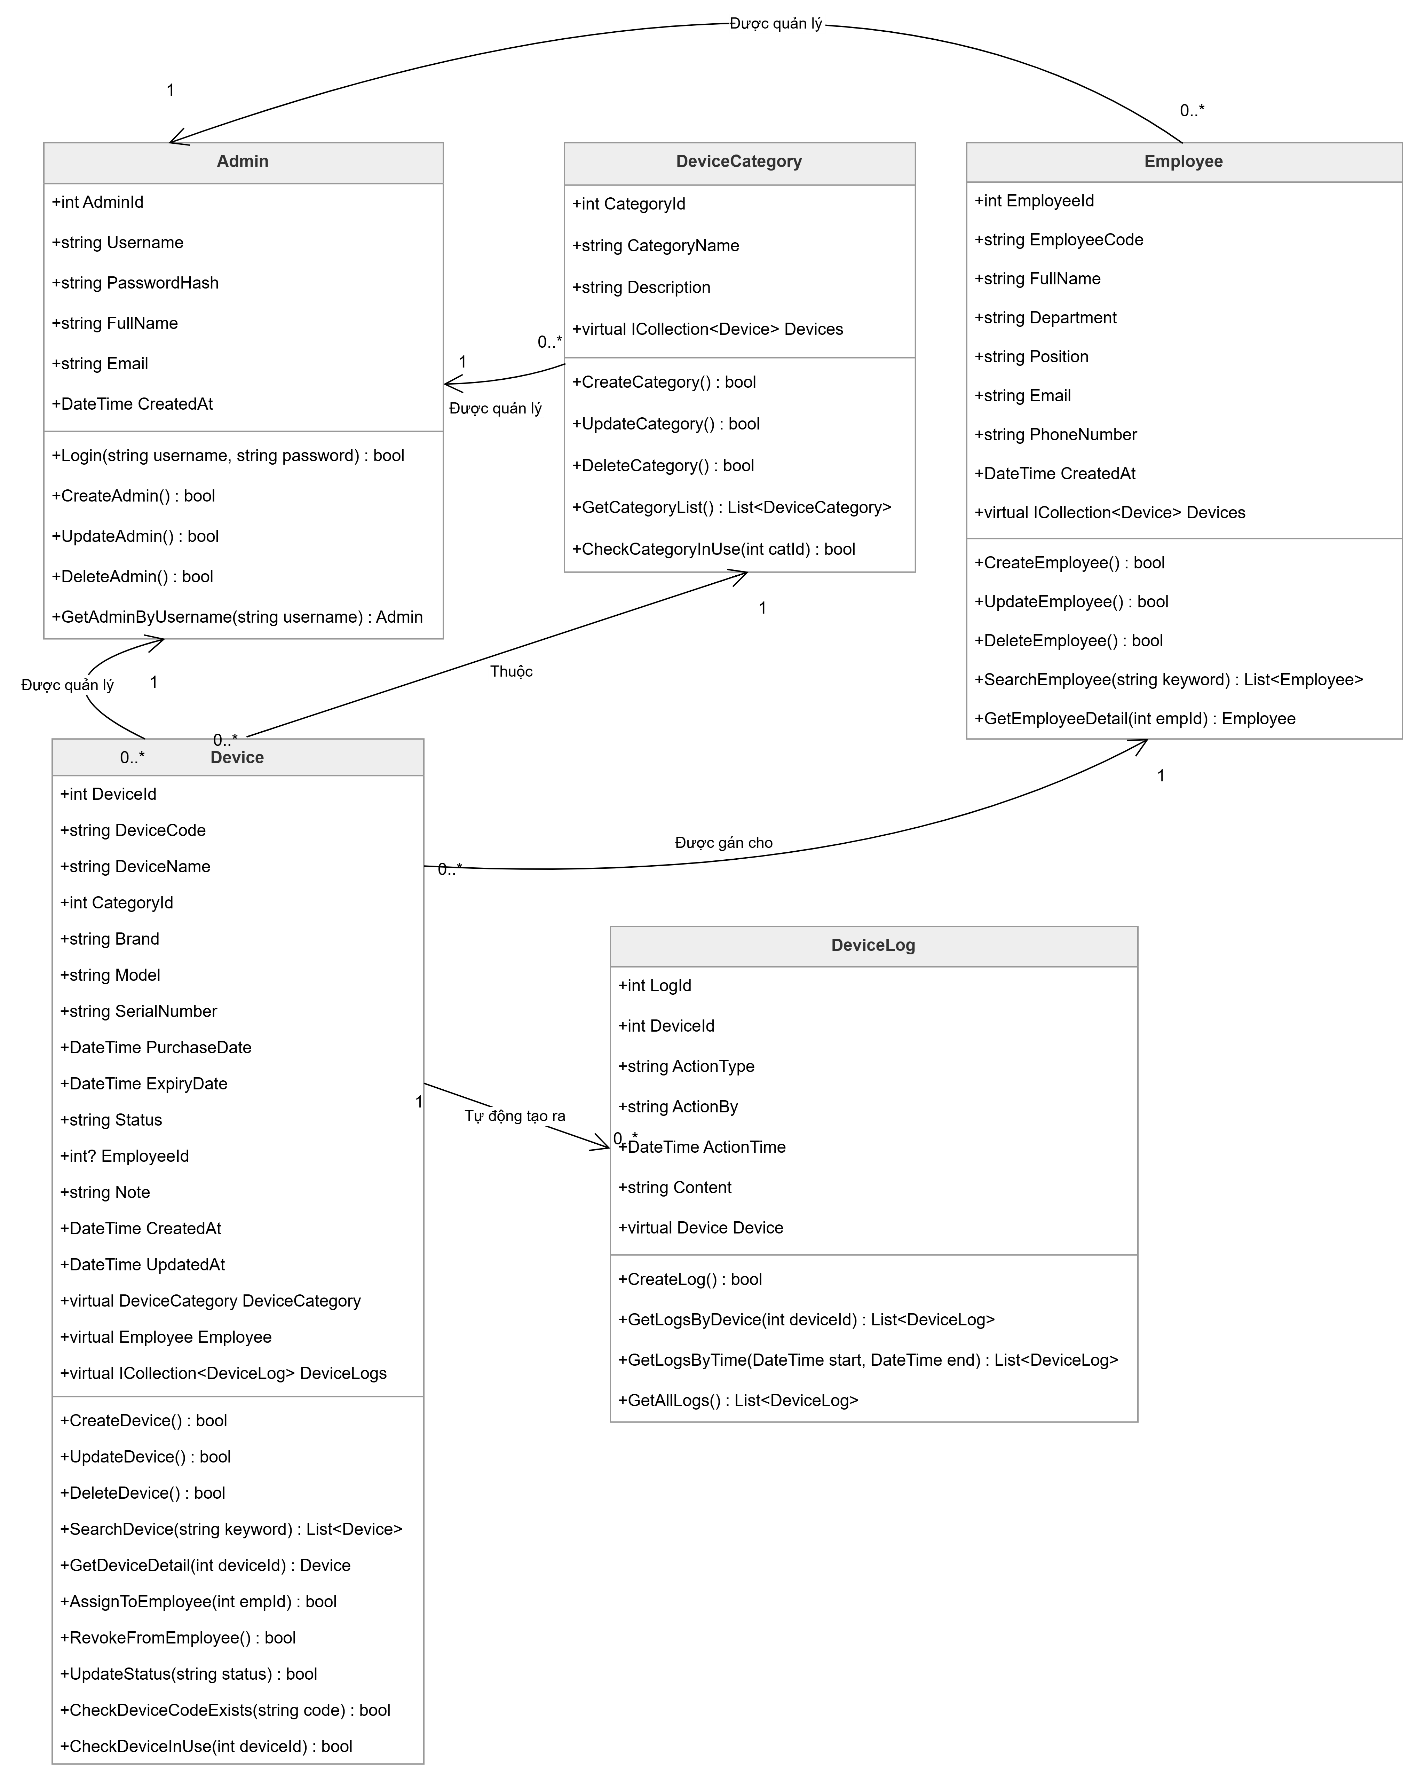 Được quản lý
1
0..*
Admin
+int AdminId
+string Username
+string PasswordHash
+string FullName
+string Email
+DateTime CreatedAt
+Login(string username, string password) : bool
+CreateAdmin() : bool
+UpdateAdmin() : bool
+DeleteAdmin() : bool
+GetAdminByUsername(string username) : Admin
DeviceCategory
+int CategoryId
+string CategoryName
+string Description
+virtual ICollection<Device> Devices
+CreateCategory() : bool
+UpdateCategory() : bool
+DeleteCategory() : bool
+GetCategoryList() : List<DeviceCategory>
+CheckCategoryInUse(int catId) : bool
Employee
+int EmployeeId
+string EmployeeCode
+string FullName
+string Department
+string Position
+string Email
+string PhoneNumber
+DateTime CreatedAt
+virtual ICollection<Device> Devices
+CreateEmployee() : bool
+UpdateEmployee() : bool
+DeleteEmployee() : bool
+SearchEmployee(string keyword) : List<Employee>
+GetEmployeeDetail(int empId) : Employee
0..*
1
Được quản lý
1
Thuộc
Được quản lý
1
0..*
0..*
1
Được gán cho
0..*
Device
+int DeviceId
+string DeviceCode
+string DeviceName
+int CategoryId
+string Brand
+string Model
+string SerialNumber
+DateTime PurchaseDate
+DateTime ExpiryDate
+string Status
+int? EmployeeId
+string Note
+DateTime CreatedAt
+DateTime UpdatedAt
+virtual DeviceCategory DeviceCategory
+virtual Employee Employee
+virtual ICollection<DeviceLog> DeviceLogs
+CreateDevice() : bool
+UpdateDevice() : bool
+DeleteDevice() : bool
+SearchDevice(string keyword) : List<Device>
+GetDeviceDetail(int deviceId) : Device
+AssignToEmployee(int empId) : bool
+RevokeFromEmployee() : bool
+UpdateStatus(string status) : bool
+CheckDeviceCodeExists(string code) : bool
+CheckDeviceInUse(int deviceId) : bool
1
Tự động tạo ra
0..*
DeviceLog
+int LogId
+int DeviceId
+string ActionType
+string ActionBy
+DateTime ActionTime
+string Content
+virtual Device Device
+CreateLog() : bool
+GetLogsByDevice(int deviceId) : List<DeviceLog>
+GetLogsByTime(DateTime start, DateTime end) : List<DeviceLog>
+GetAllLogs() : List<DeviceLog>